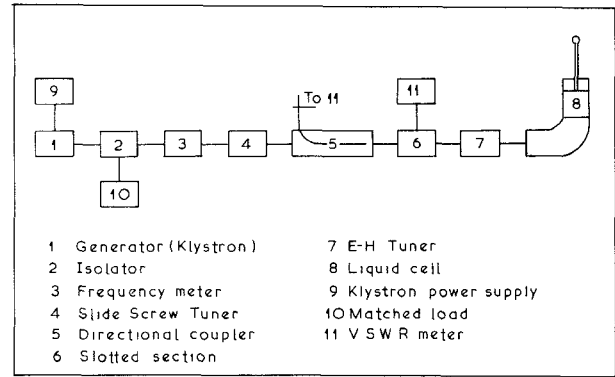 9
To 11
11
8
1
2
3
4
5
6
7
10
1 Generator (Klystron)
2 Isolator
3 Frequency meter
4 Slide Screw Tuner
5 Directional coupler
6 Slotted section
7 E-H Tuner
8 Liquid cell
9 Klystron power supply
10 Matched load
11 VSWR meter